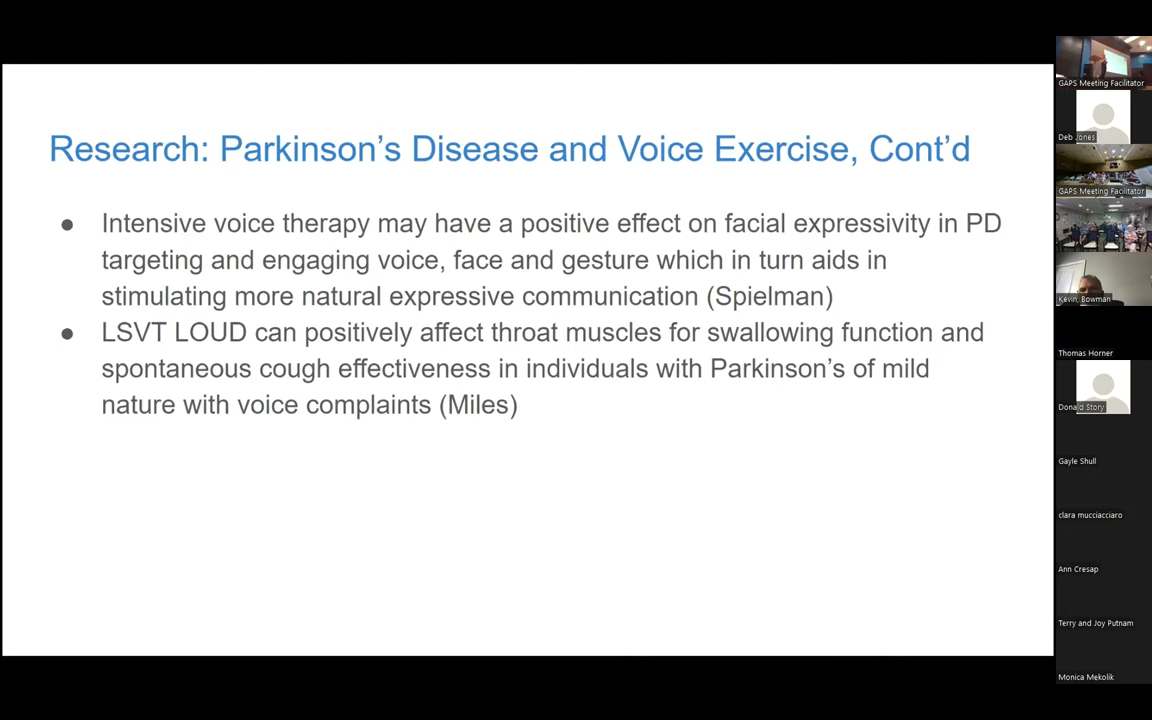 Research: Parkinson's Disease and Voice Exercise, Cont'd
● Intensive voice therapy may have a positive effect on facial expressivity in PD
targeting and engaging voice, face and gesture which in turn aids in
stimulating more natural expressive communication (Spielman)
● LSVT LOUD can positively affect throat muscles for swallowing function and
spontaneous cough effectiveness in individuals with Parkinson's of mild
nature with voice complaints (Miles)
GAPS Meeting Facilitator
Deb Jones
GAPS Meeting Facilitator
Kevin, Bowman
Thomas Horner
Donald Story
Gayle Shull
clara mucciacciaro
Ann Cresap
Terry and Joy Putnam
Monica Mekolik